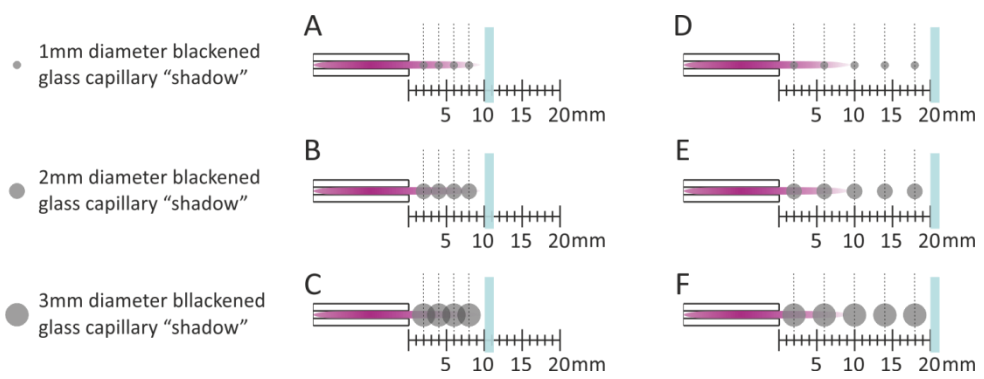 1mm diameter blackened
glass capillary “shadow”
A
5 10 15 20mm
D
5 10 15 20mm
2mm diameter blackened
glass capillary “shadow”
B
5 10 15 20mm
E
5 10 15 20mm
3mm diameter bllackened
glass capillary “shadow”
C
5 10 15 20mm
F
5 10 15 20mm